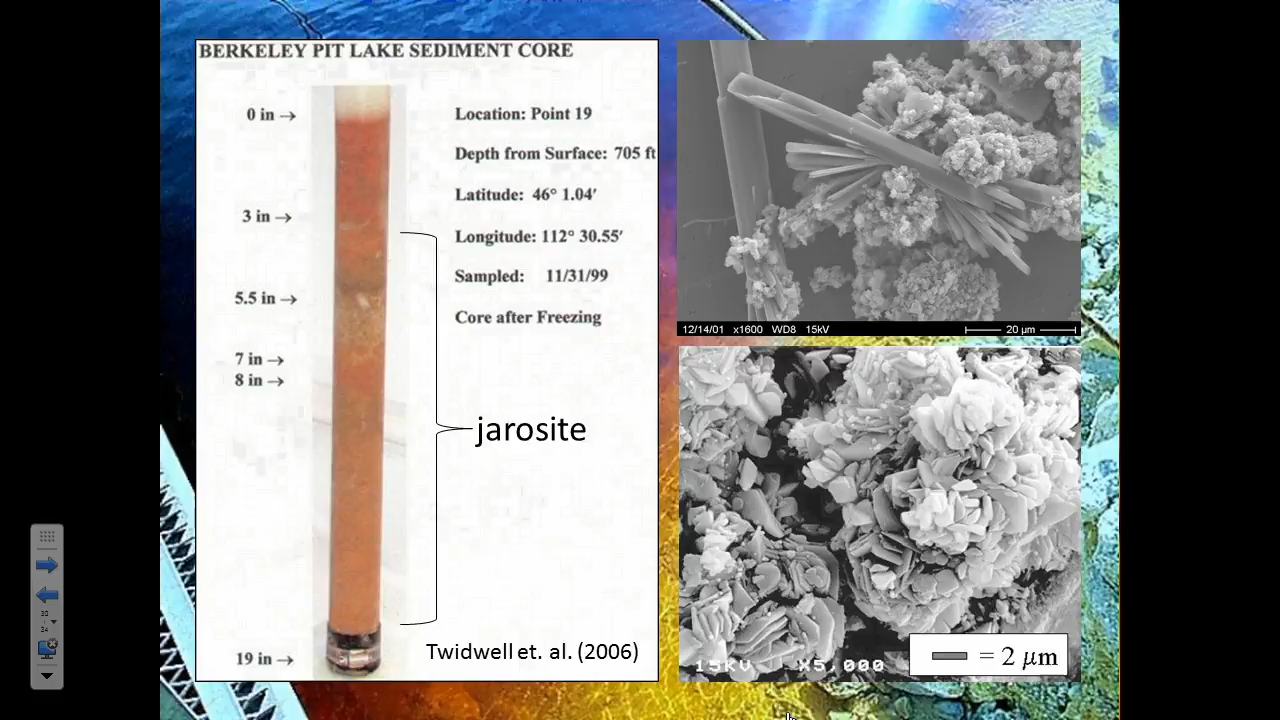 BERKELEY PIT LAKE SEDIMENT CORE
0 in →
3 in →
5.5 in →
7 in →
8 in →
19 in →
Location: Point 19
Depth from Surface: 705 ft
Latitude: 46° 1.04′
Longitude: 112° 30.55′
Sampled: 11/31/99
Core after Freezing
jarosite
Twidwell et. al. (2006)
12/14/01 x1600 WD8 15kV 20 µm
15KV X5,000
= 2 µm